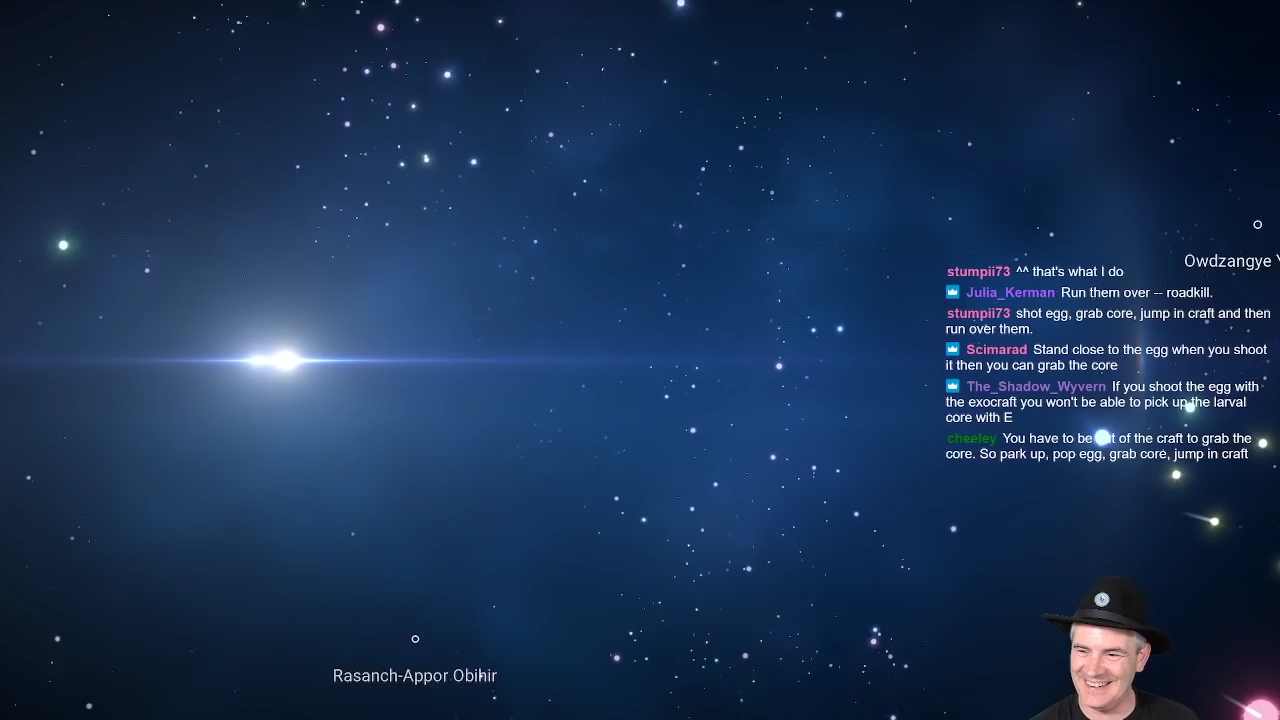 Owdzangye Y
stumpii73 ^^ that's what I do
Julia_Kerman Run them over -- roadkill.
stumpii73 shot egg, grab core, jump in craft and then
run over them.
Scimarad Stand close to the egg when you shoot
it then you can grab the core
The_Shadow_Wyvern If you shoot the egg with
the exocraft you won't be able to pick up the larval
core with E
cheeley You have to be out of the craft to grab the
core. So park up, pop egg, grab core, jump in craft
Rasanch-Appor Obihir